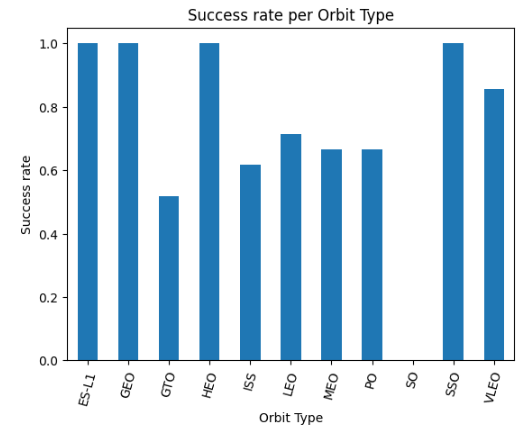 Success rate per Orbit Type
1.0
0.8
0.6
0.4
0.2
0.0
Success rate
ES-L1
GEO
GTO
HEO
ISS
LEO
MEO
PO
SO
SSO
VLEO
Orbit Type